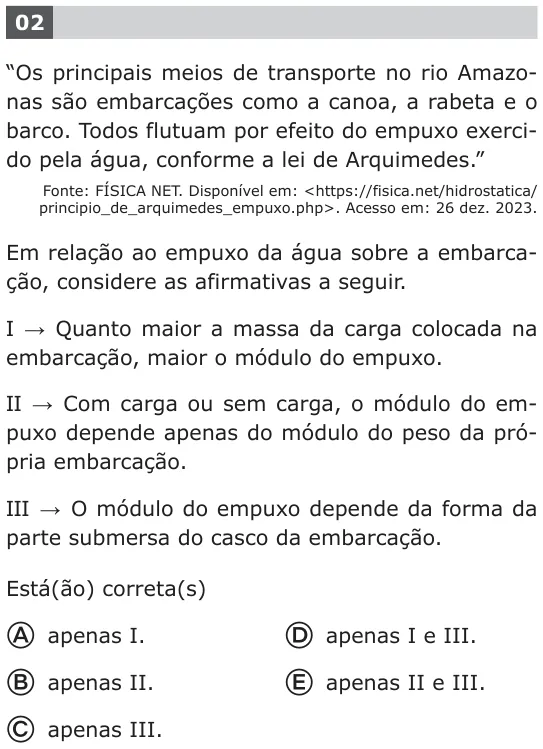 02
“Os principais meios de transporte no rio Amazo-
nas são embarcações como a canoa, a rabeta e o
barco. Todos flutuam por efeito do empuxo exerci-
do pela água, conforme a lei de Arquimedes.”
Fonte: FÍSICA NET. Disponível em: <https://fisica.net/hidrostatica/
principio_de_arquimedes_empuxo.php>. Acesso em: 26 dez. 2023.
Em relação ao empuxo da água sobre a embarca-
ção, considere as afirmativas a seguir.
I → Quanto maior a massa da carga colocada na
embarcação, maior o módulo do empuxo.
II → Com carga ou sem carga, o módulo do em-
puxo depende apenas do módulo do peso da pró-
pria embarcação.
III → O módulo do empuxo depende da forma da
parte submersa do casco da embarcação.
Está(ão) correta(s)
A apenas I.
B apenas II.
C apenas III.
D apenas I e III.
E apenas II e III.